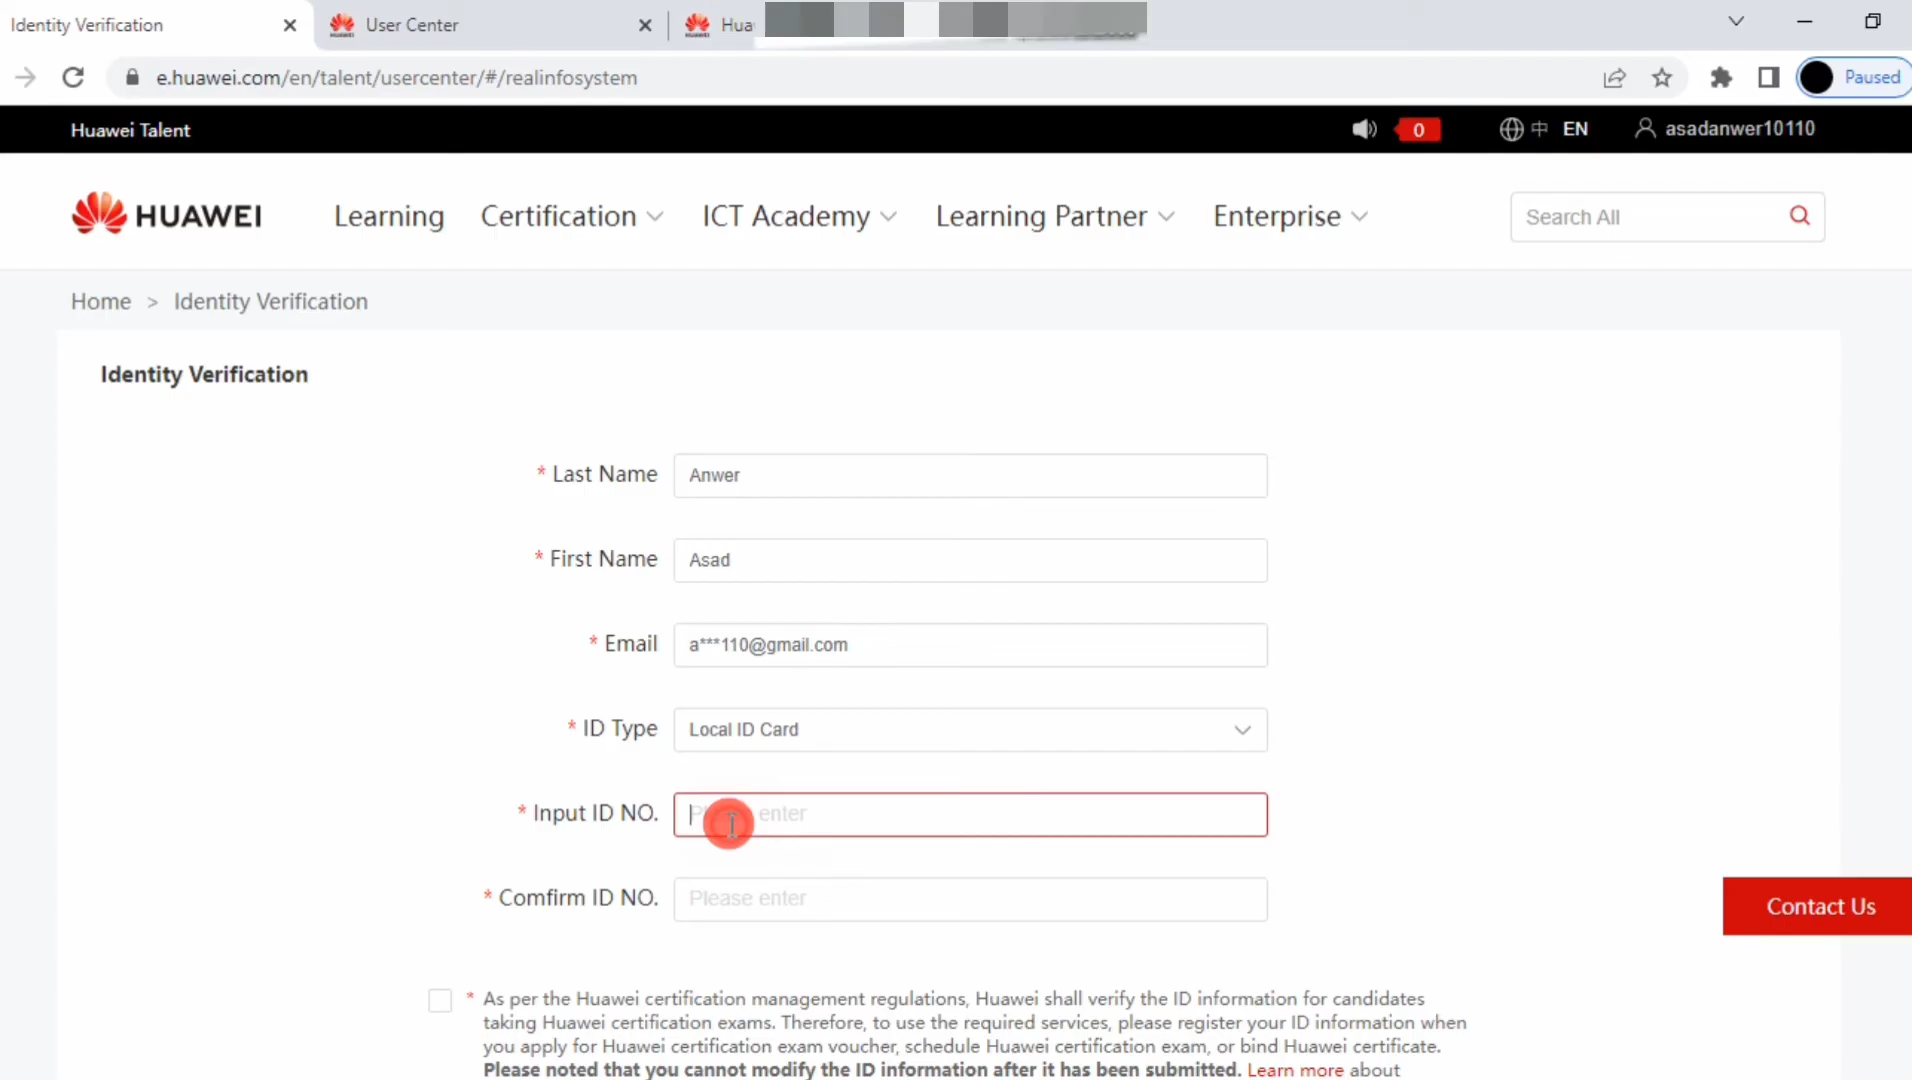 Identity Verification
User Center
Hua
e.huawei.com/en/talent/usercenter/#/realinfosystem
Paused
Huawei Talent
0
中 EN
asadanwer10110
HUAWEI
Learning
Certification
ICT Academy
Learning Partner
Enterprise
Search All
Home > Identity Verification
Identity Verification
* Last Name
Anwer
* First Name
Asad
* Email
a***110@gmail.com
* ID Type
Local ID Card
* Input ID NO.
enter
* Comfirm ID NO.
Please enter
Contact Us
* As per the Huawei certification management regulations, Huawei shall verify the ID information for candidates
taking Huawei certification exams. Therefore, to use the required services, please register your ID information when
you apply for Huawei certification exam voucher, schedule Huawei certification exam, or bind Huawei certificate.
Please noted that you cannot modify the ID information after it has been submitted. Learn more about